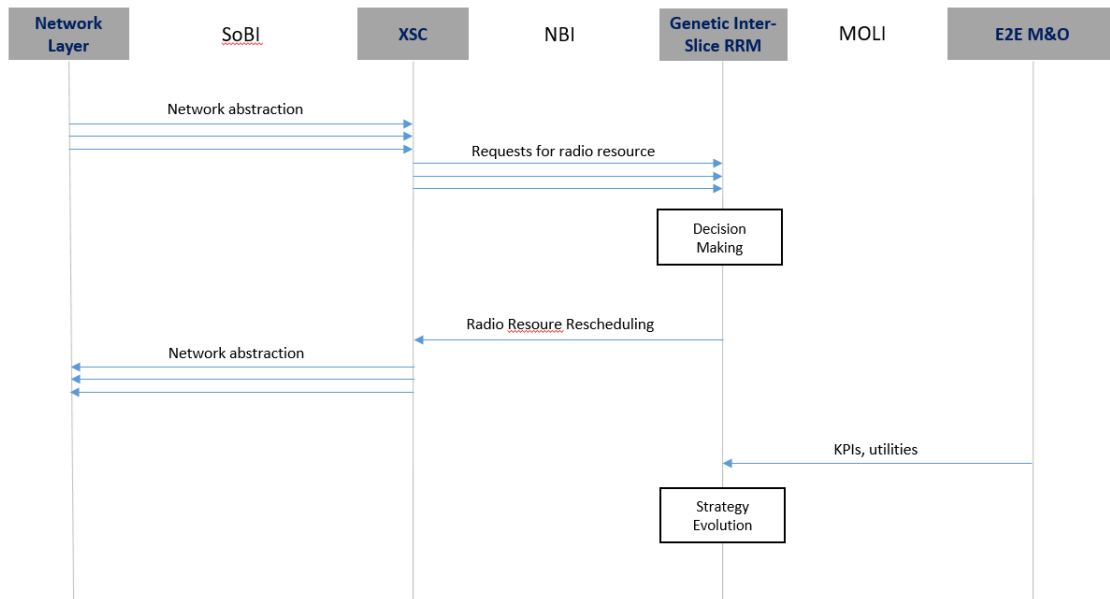 Network
Layer
SoBI
XSC
NBI
Genetic Inter-
Slice RRM
MOLI
E2E M&O
Network abstraction
Requests for radio resource
Decision
Making
Radio Resoure Rescheduling
Network abstraction
KPIs, utilities
Strategy
Evolution